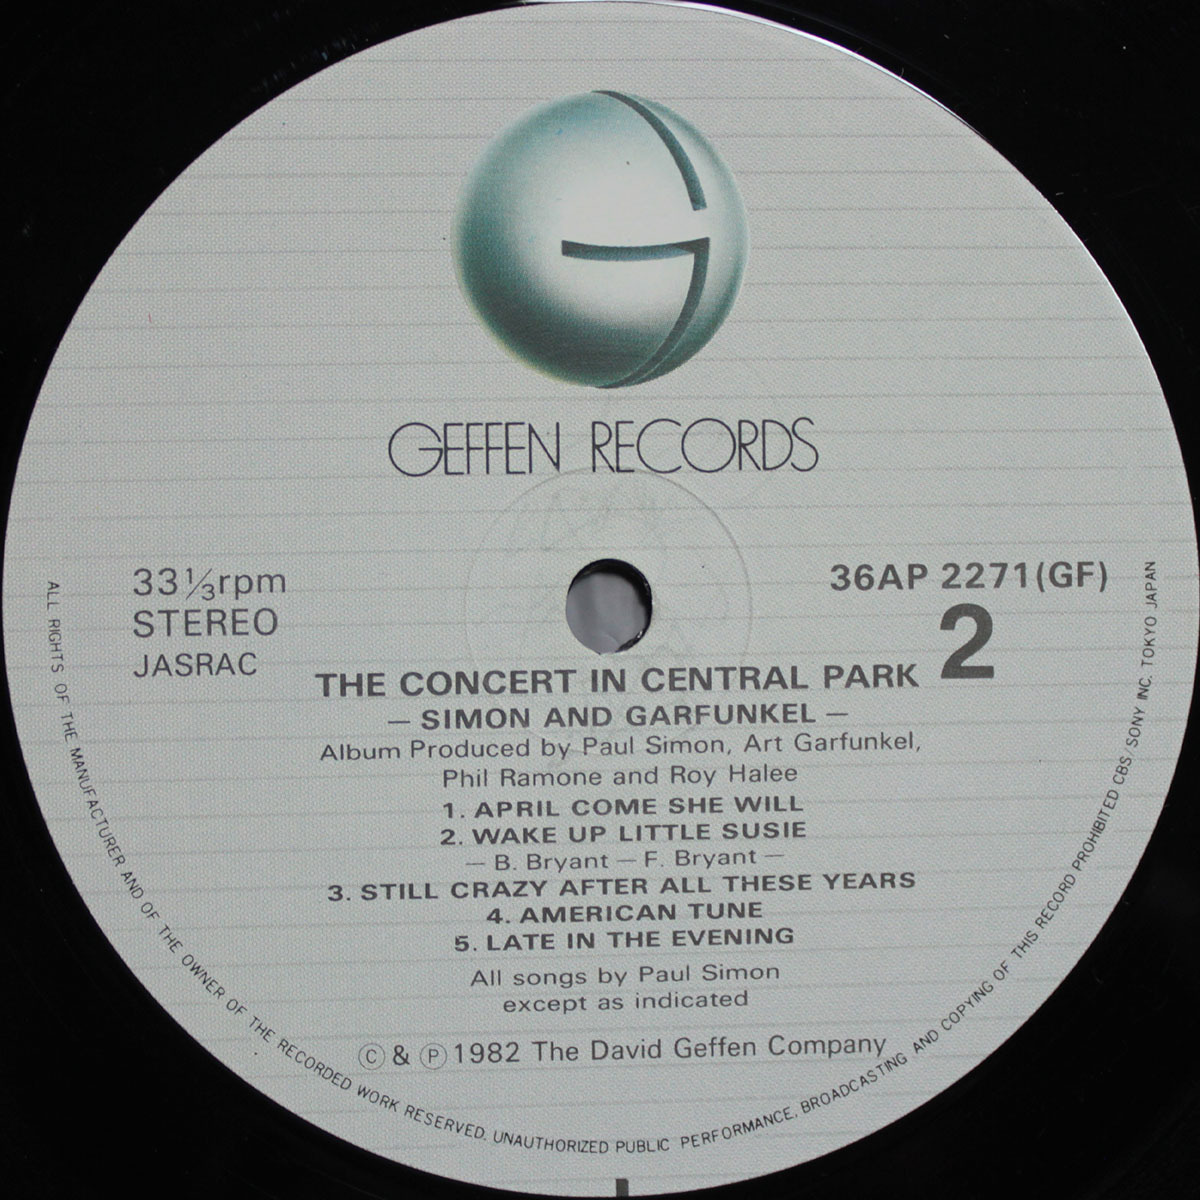 GEFFEN RECORDS
33⅓rpm
STEREO
JASRAC
36AP 2271(GF)
2
THE CONCERT IN CENTRAL PARK
— SIMON AND GARFUNKEL —
Album Produced by Paul Simon, Art Garfunkel,
Phil Ramone and Roy Halee
1. APRIL COME SHE WILL
2. WAKE UP LITTLE SUSIE
— B. Bryant — F. Bryant —
3. STILL CRAZY AFTER ALL THESE YEARS
4. AMERICAN TUNE
5. LATE IN THE EVENING
All songs by Paul Simon
except as indicated
Ⓒ & Ⓟ 1982 The David Geffen Company
ALL RIGHTS OF THE MANUFACTURER AND OF THE OWNER OF THE RECORDED WORK RESERVED. UNAUTHORIZED PUBLIC PERFORMANCE, BROADCASTING AND COPYING OF THIS RECORD PROHIBITED CBS/SONY INC. TOKYO JAPAN